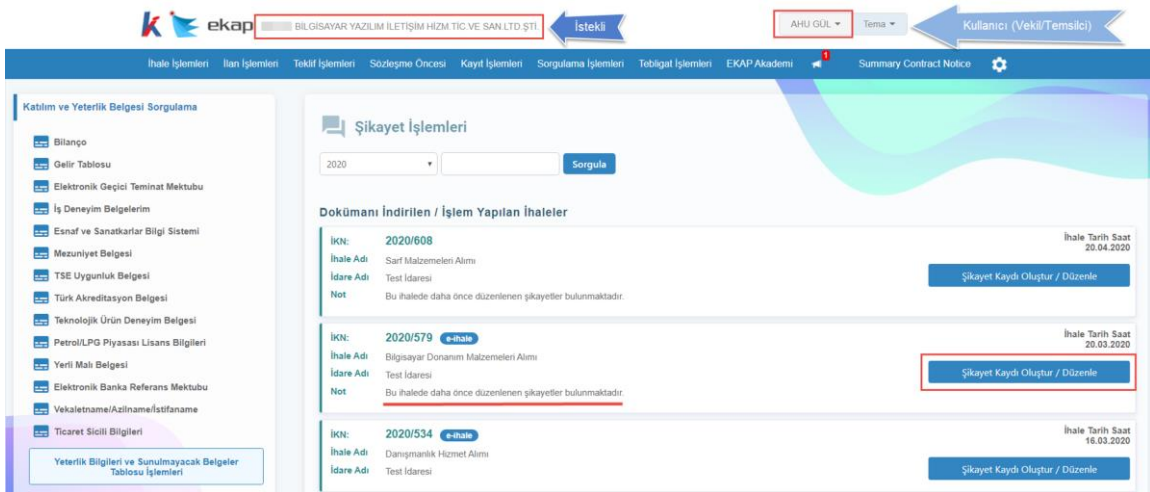 ekap
BİLGİSAYAR YAZILIM İLETİŞİM HİZM.TİC.VE SAN.LTD.ŞTİ.
İstekli
AHU GÜL
Tema
Kullanıcı (Vekil/Temsilci)
İhale İşlemleri İlan İşlemleri Teklif İşlemleri Sözleşme Öncesi Kayıt İşlemleri Sorgulama İşlemleri Tebligat İşlemleri EKAP Akademi 1 Summary Contract Notice
Katılım ve Yeterlik Belgesi Sorgulama
Bilanço
Gelir Tablosu
Elektronik Geçici Teminat Mektubu
İş Deneyim Belgelerim
Esnaf ve Sanatkarlar Bilgi Sistemi
Mezuniyet Belgesi
TSE Uygunluk Belgesi
Türk Akreditasyon Belgesi
Teknolojik Ürün Deneyim Belgesi
Petrol/LPG Piyasası Lisans Bilgileri
Yerli Malı Belgesi
Elektronik Banka Referans Mektubu
Vekaletname/Azilname/İstifaname
Ticaret Sicili Bilgileri
Yeterlik Bilgileri ve Sunulmayacak Belgeler
Tablosu İşlemleri
Şikayet İşlemleri
2020
Sorgula
Dokümanı İndirilen / İşlem Yapılan İhaleler
İKN: 2020/608
İhale Adı Sarf Malzemeleri Alımı
İdare Adı Test İdaresi
Not Bu ihalede daha önce düzenlenen şikayetler bulunmaktadır.
İhale Tarih Saat
20.04.2020
Şikayet Kaydı Oluştur / Düzenle
İKN: 2020/579 e-ihale
İhale Adı Bilgisayar Donanım Malzemeleri Alımı
İdare Adı Test İdaresi
Not Bu ihalede daha önce düzenlenen şikayetler bulunmaktadır.
İhale Tarih Saat
20.03.2020
Şikayet Kaydı Oluştur / Düzenle
İKN: 2020/534 e-ihale
İhale Adı Danışmanlık Hizmet Alımı
İdare Adı Test İdaresi
İhale Tarih Saat
16.03.2020
Şikayet Kaydı Oluştur / Düzenle